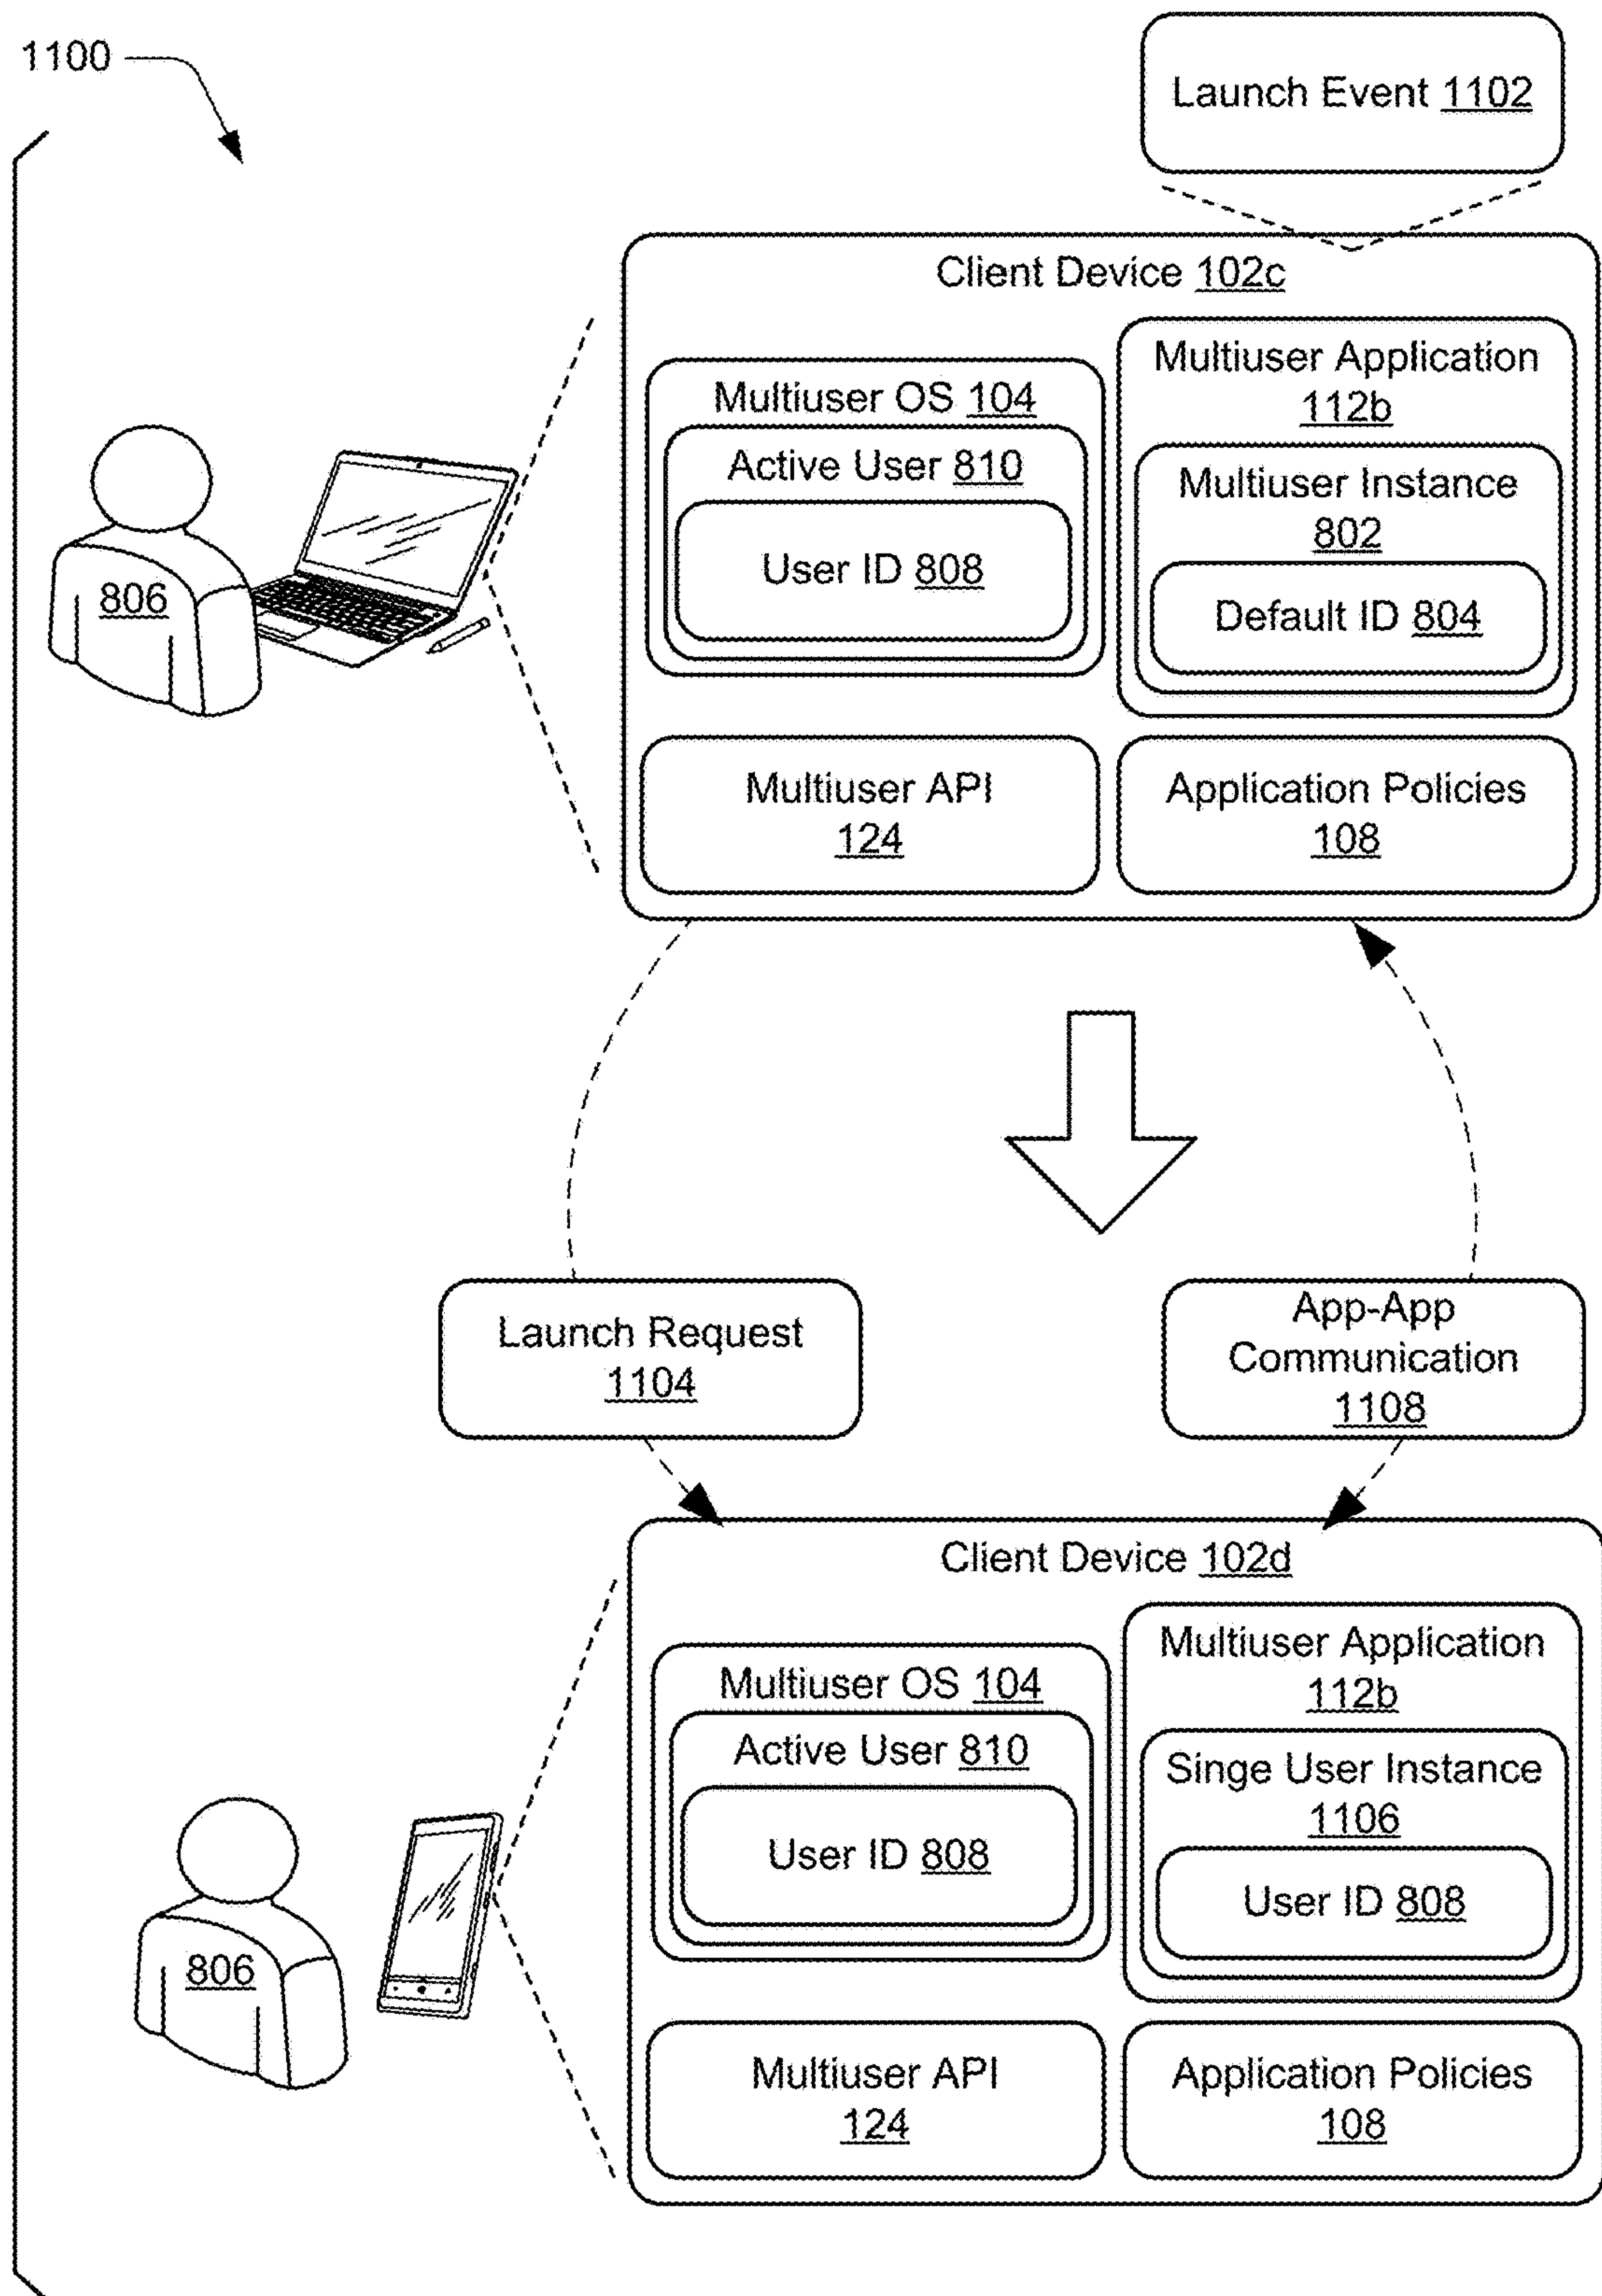 1100
Launch Event 1102
Client Device 102c
Multiuser OS 104
Active User 810
User ID 808
Multiuser Application
112b
Multiuser Instance
802
Default ID 804
806
Multiuser API
124
Application Policies
108
Launch Request
1104
App-App
Communication
1108
Client Device 102d
Multiuser OS 104
Active User 810
User ID 808
Multiuser Application
112b
Singe User Instance
1106
User ID 808
806
Multiuser API
124
Application Policies
108